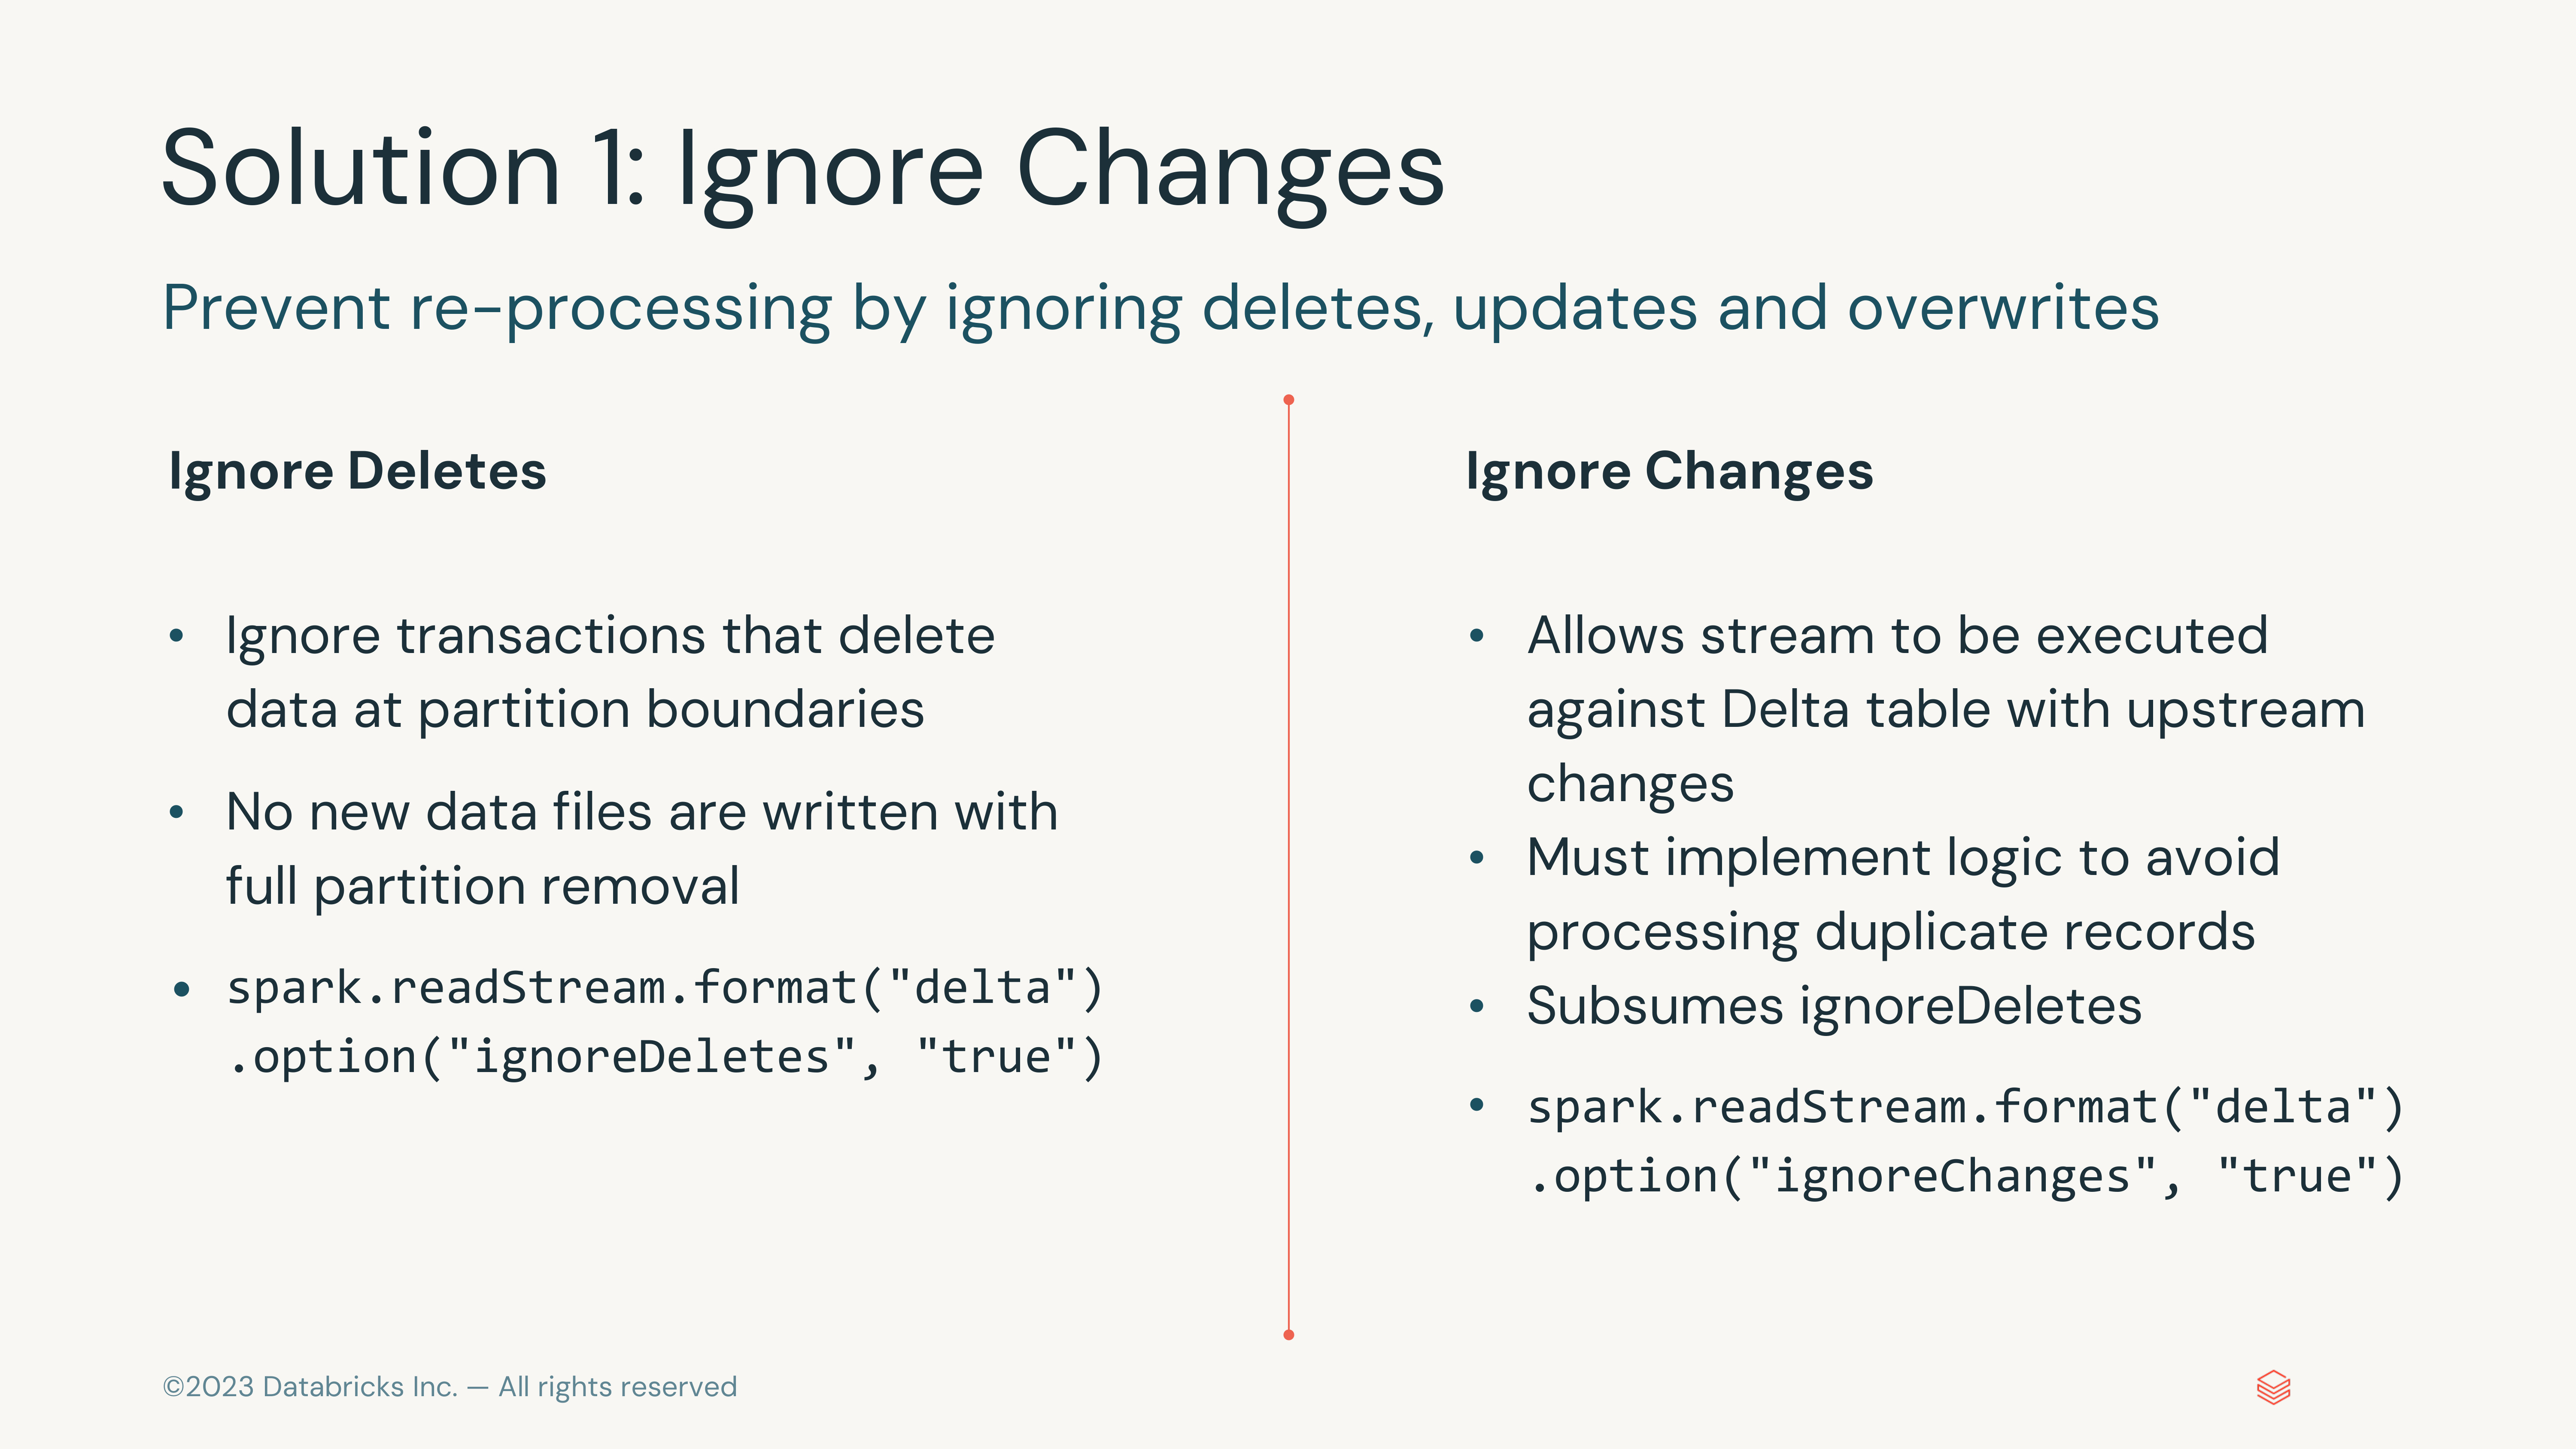 Solution 1: Ignore Changes
Prevent re-processing by ignoring deletes, updates and overwrites
Ignore Deletes
• Ignore transactions that delete
data at partition boundaries
• No new data files are written with
full partition removal
• spark.readStream.format("delta")
.option("ignoreDeletes", "true")
Ignore Changes
• Allows stream to be executed
against Delta table with upstream
changes
• Must implement logic to avoid
processing duplicate records
• Subsumes ignoreDeletes
• spark.readStream.format("delta")
.option("ignoreChanges", "true")
©2023 Databricks Inc. — All rights reserved